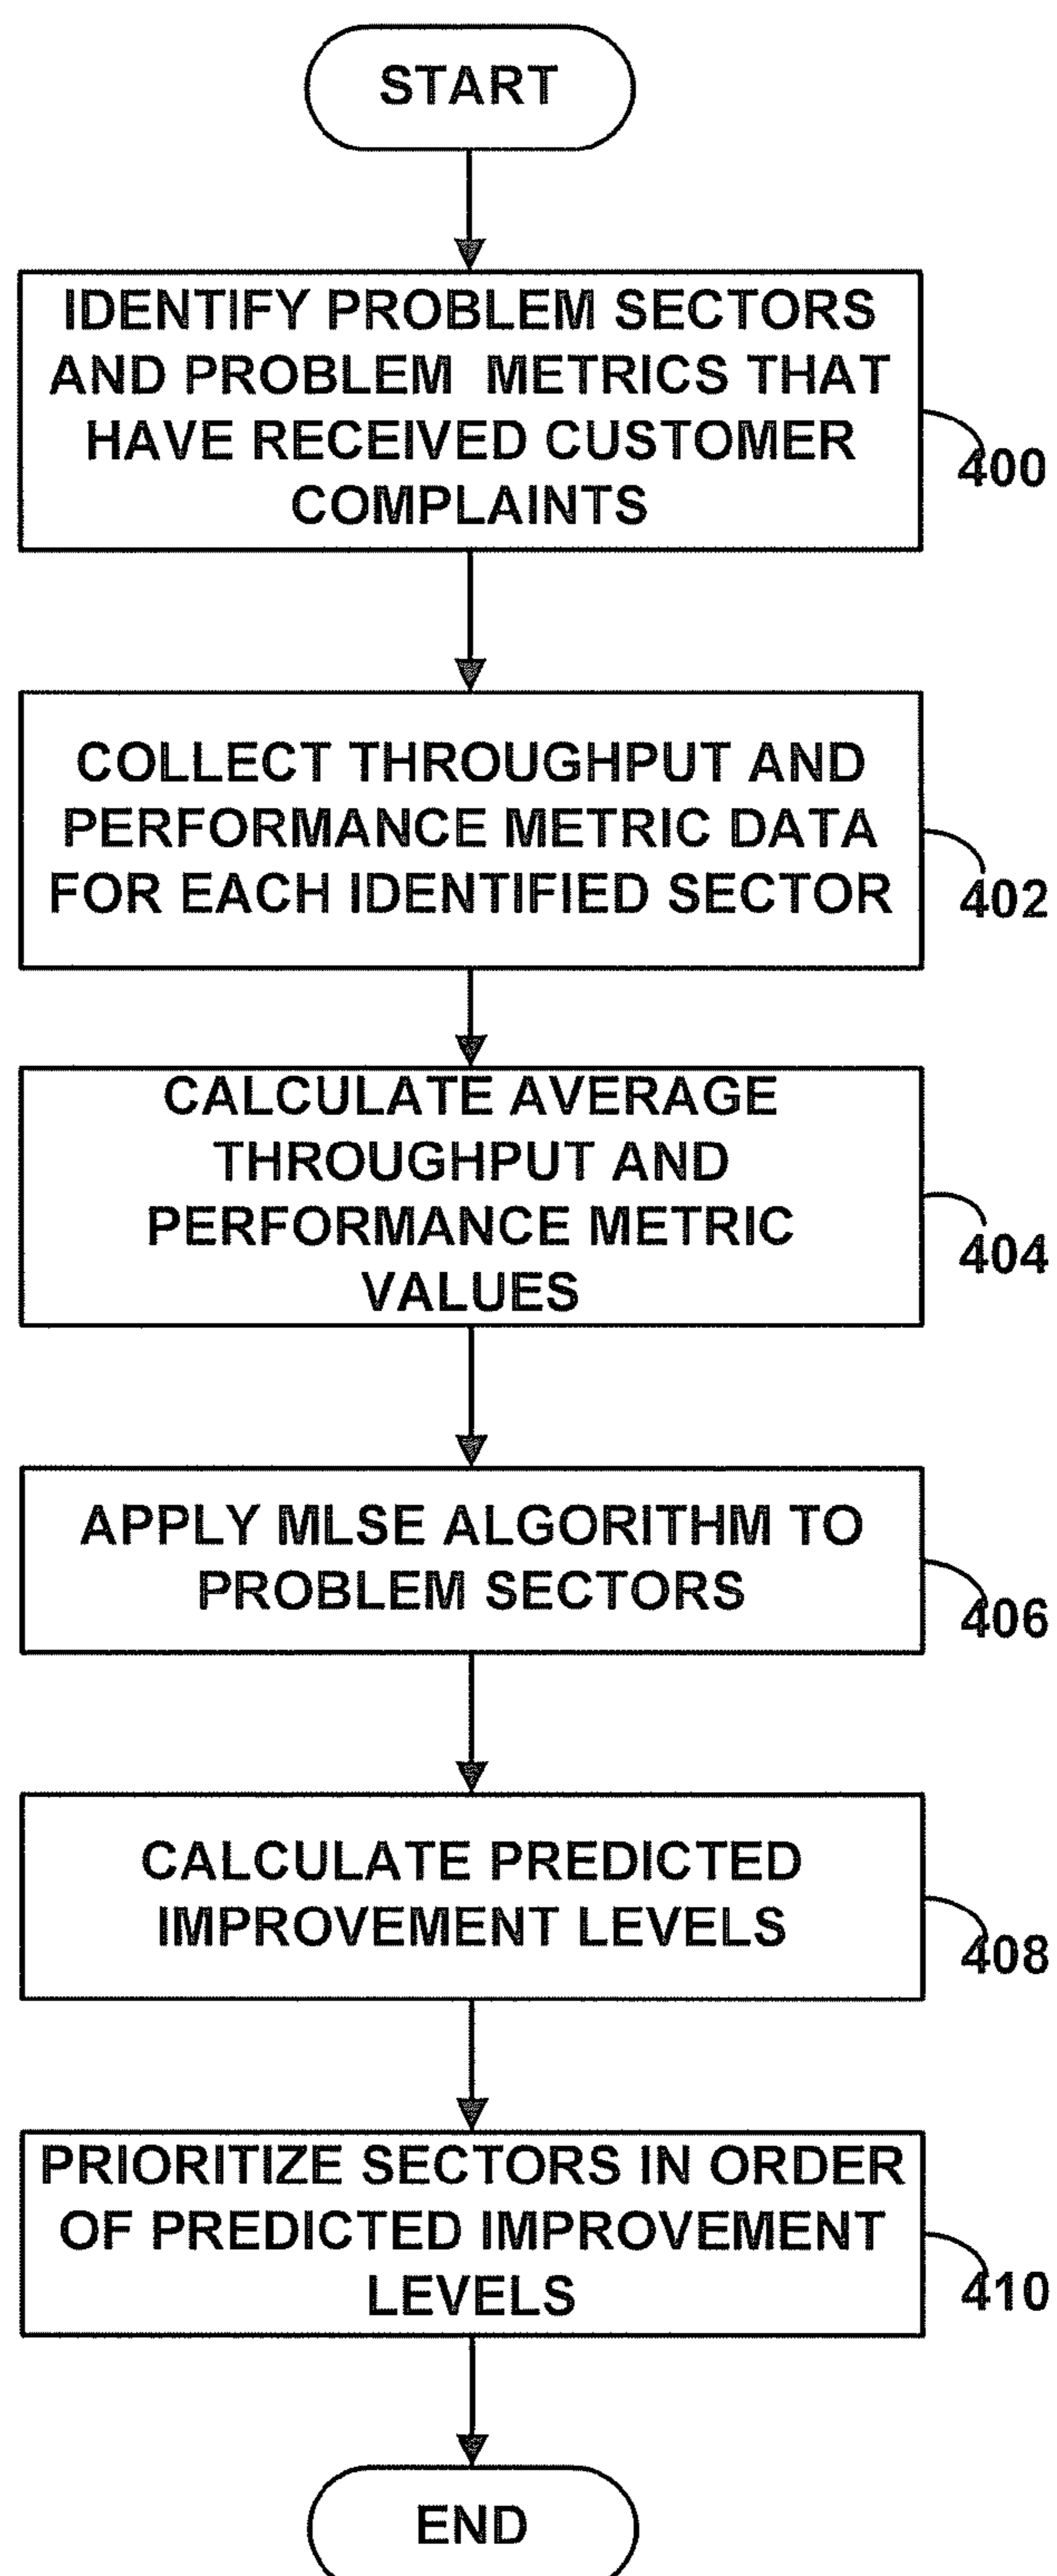 START
IDENTIFY PROBLEM SECTORS
AND PROBLEM METRICS THAT
HAVE RECEIVED CUSTOMER
COMPLAINTS
400
COLLECT THROUGHPUT AND
PERFORMANCE METRIC DATA
FOR EACH IDENTIFIED SECTOR
402
CALCULATE AVERAGE
THROUGHPUT AND
PERFORMANCE METRIC
VALUES
404
APPLY MLSE ALGORITHM TO
PROBLEM SECTORS
406
CALCULATE PREDICTED
IMPROVEMENT LEVELS
408
PRIORITIZE SECTORS IN ORDER
OF PREDICTED IMPROVEMENT
LEVELS
410
END